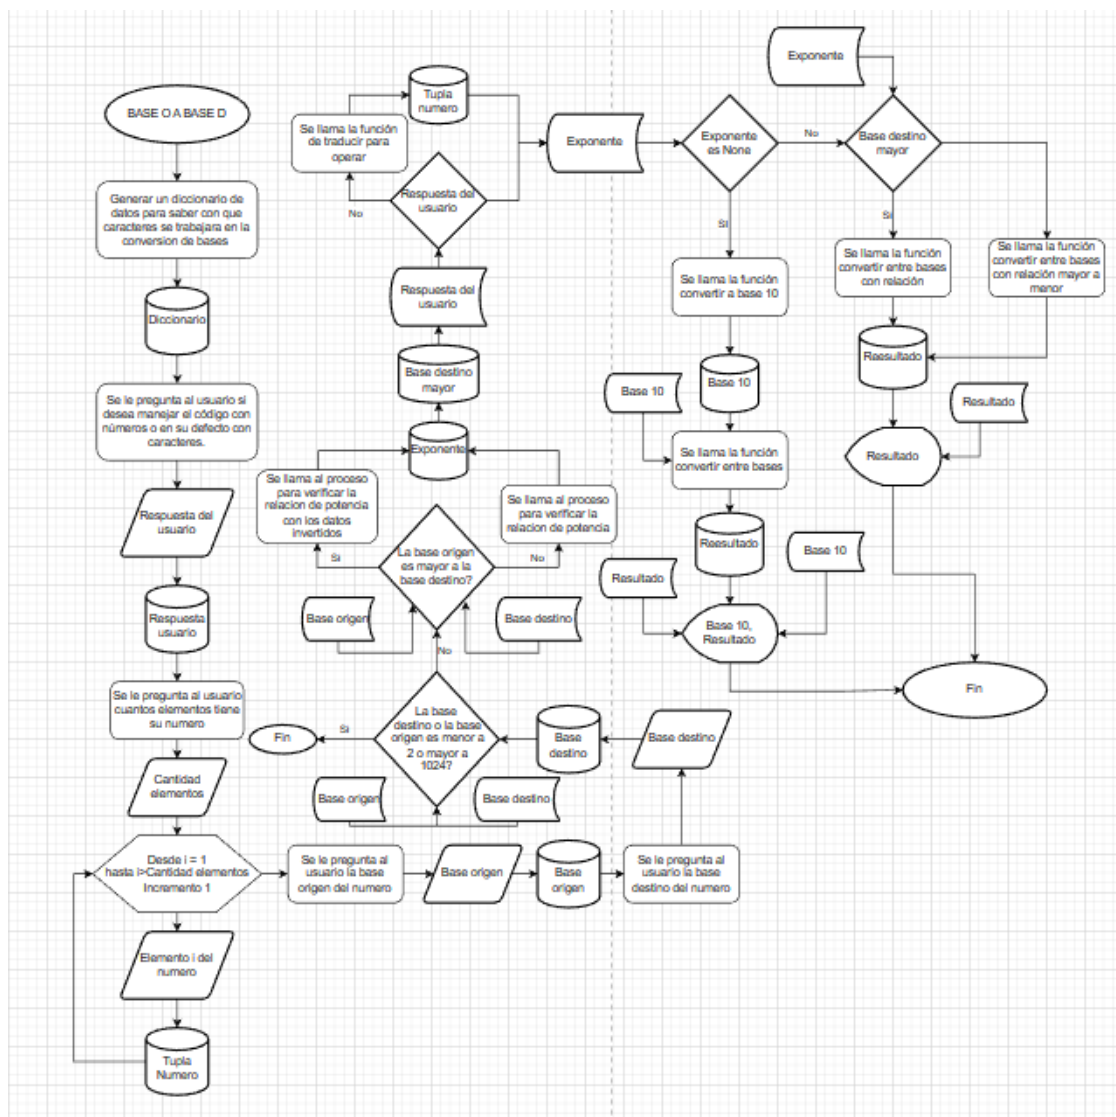 BASE O A BASE D
Generar un diccionario de
datos para saber con que
caracteres se trabajara en la
conversion de bases
Diccionario
Se le pregunta al usuario si
desea manejar el código con
números o en su defecto con
caracteres.
Respuesta del
usuario
Respuesta
usuario
Se le pregunta al usuario
cuantos elementos tiene
su numero
Cantidad
elementos
Desde i = 1
hasta i>Cantidad elementos
Incremento 1
Elemento i del
numero
Tupla
Numero
Se le pregunta al
usuario la base
origen del numero
Base origen
Base
origen
Se le pregunta al
usuario la base
destino del numero
Base destino
Base
destino
Base origen
Base destino
La base
destino o la base
origen es menor a
2 o mayor a
1024?
Si
Fin
No
Base origen
Base destino
La base origen
es mayor a la
base destino?
Si
No
Se llama al proceso
para verificar la
relacion de potencia
con los datos
invertidos
Se llama al proceso
para verificar la
relacion de potencia
Exponente
Base destino
mayor
Respuesta del
usuario
Respuesta del
usuario
No
Se llama la función
de traducir para
operar
Tupla
numero
Exponente
Exponente
es None
No
Si
Exponente
Base destino
mayor
Si
Se llama la función
convertir a base 10
Base 10
Base 10
Se llama la función
convertir entre bases
Reesultado
Resultado
Base 10
Base 10,
Resultado
Se llama la función
convertir entre bases
con relación
Se llama la función
convertir entre bases
con relación mayor a
menor
Reesultado
Resultado
Resultado
Fin